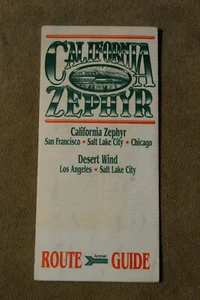 CALIFORNIA
ZEPHYR
California Zephyr
San Francisco • Salt Lake City • Chicago
Desert Wind
Los Angeles • Salt Lake City
ROUTE Amtrak GUIDE